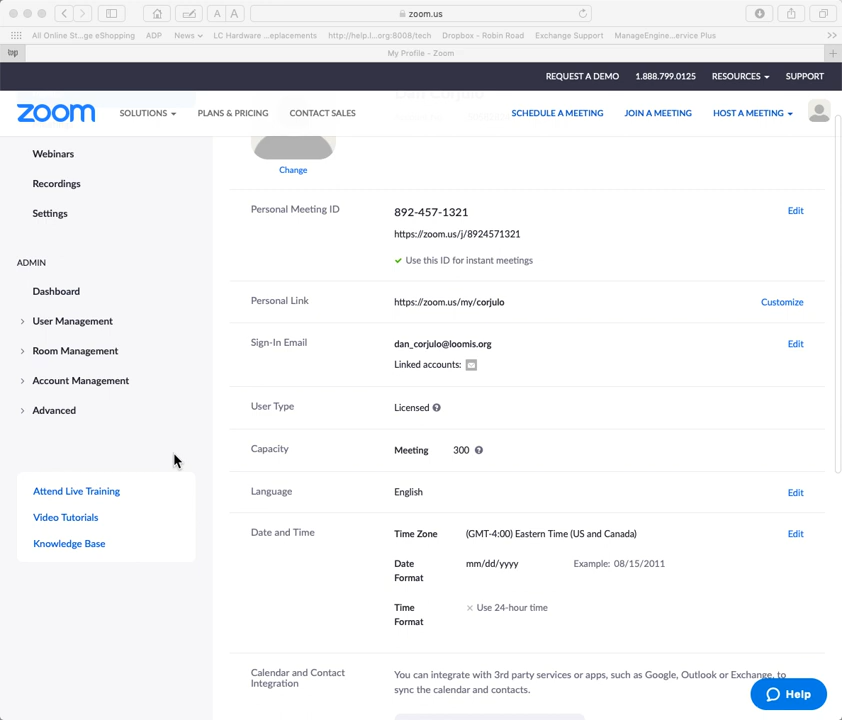 zoom.us
All Online St...ge eShopping ADP News LC Hardware ...eplacements http://help.l...org:8008/tech Dropbox - Robin Road Exchange Support ManageEngine...ervice Plus
My Profile - Zoom
REQUEST A DEMO 1.888.799.0125 RESOURCES SUPPORT
zoom SOLUTIONS PLANS & PRICING CONTACT SALES SCHEDULE A MEETING JOIN A MEETING HOST A MEETING
Webinars
Recordings
Settings
ADMIN
Dashboard
User Management
Room Management
Account Management
Advanced
Attend Live Training
Video Tutorials
Knowledge Base
Change
Personal Meeting ID 892-457-1321 Edit
https://zoom.us/j/8924571321
Use this ID for instant meetings
Personal Link https://zoom.us/my/corjulo Customize
Sign-In Email dan_corjulo@loomis.org Edit
Linked accounts:
User Type Licensed
Capacity Meeting 300
Language English Edit
Date and Time Time Zone (GMT-4:00) Eastern Time (US and Canada) Edit
Date Format mm/dd/yyyy Example: 08/15/2011
Time Format Use 24-hour time
Calendar and Contact Integration
You can integrate with 3rd party services or apps, such as Google, Outlook or Exchange, to
sync the calendar and contacts.
Help